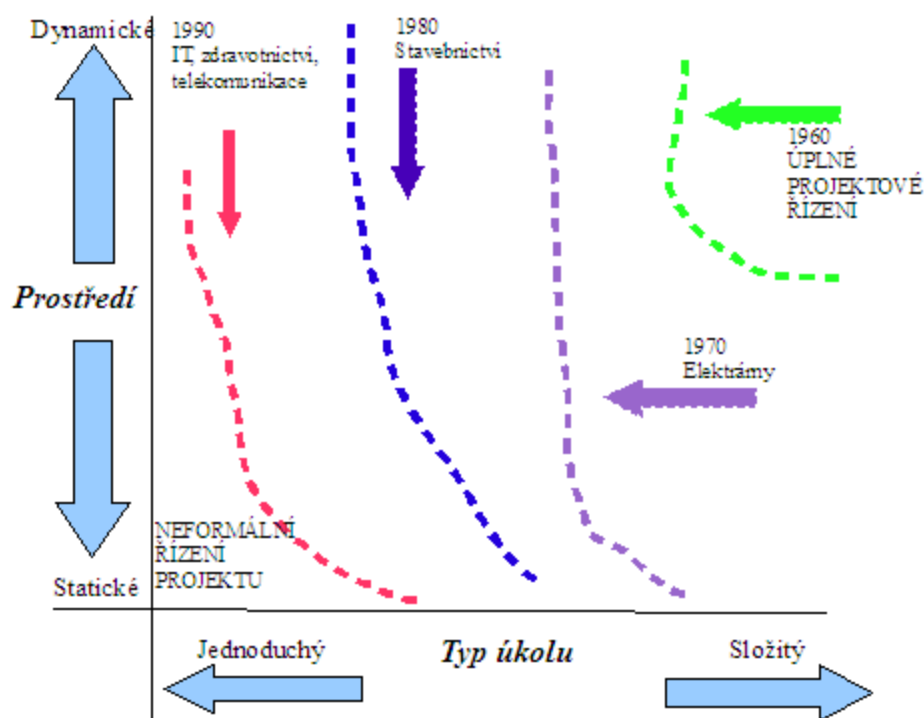 Dynamické
1990
IT, zdravotnictví,
telekomunikace
1980
Stavebnictví
1960
ÚPLNÉ
PROJEKTOVÉ
ŘÍZENÍ
Prostředí
1970
Elektrárny
NEFORMÁLNÍ
ŘÍZENÍ
PROJEKTU
Statické
Jednoduchý
Typ úkolu
Složitý